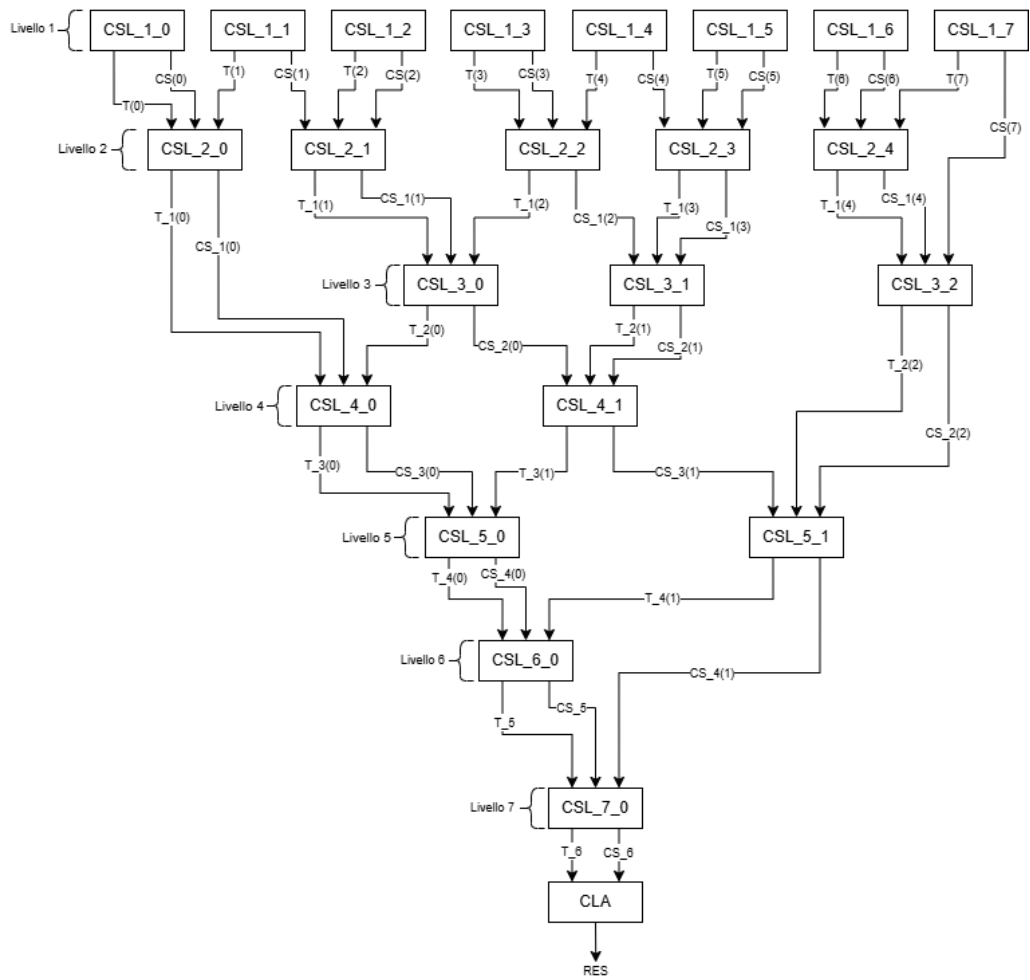 Livello 1
CSL_1_0
CSL_1_1
CSL_1_2
CSL_1_3
CSL_1_4
CSL_1_5
CSL_1_6
CSL_1_7
T(0)
CS(0)
T(1)
CS(1)
T(2)
CS(2)
T(3)
CS(3)
T(4)
CS(4)
T(5)
CS(5)
T(6)
CS(6)
T(7)
CS(7)
Livello 2
CSL_2_0
CSL_2_1
CSL_2_2
CSL_2_3
CSL_2_4
T_1(0)
CS_1(0)
T_1(1)
CS_1(1)
T_1(2)
CS_1(2)
T_1(3)
CS_1(3)
T_1(4)
CS_1(4)
Livello 3
CSL_3_0
CSL_3_1
CSL_3_2
T_2(0)
CS_2(0)
T_2(1)
CS_2(1)
T_2(2)
CS_2(2)
Livello 4
CSL_4_0
CSL_4_1
T_3(0)
CS_3(0)
T_3(1)
CS_3(1)
Livello 5
CSL_5_0
CSL_5_1
T_4(0)
CS_4(0)
T_4(1)
CS_4(1)
Livello 6
CSL_6_0
T_5
CS_5
Livello 7
CSL_7_0
T_6
CS_6
CLA
RES